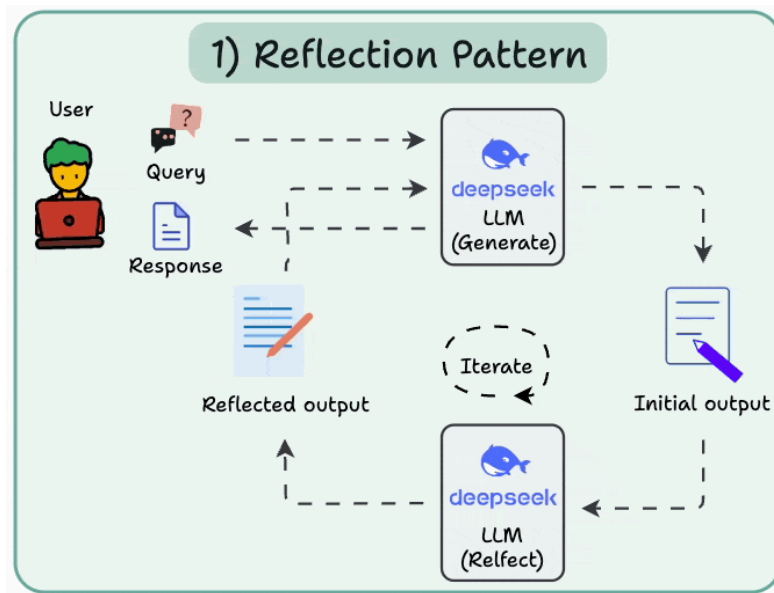 1) Reflection Pattern
User
?
Query
Response
deepseek
LLM
(Generate)
Reflected output
Iterate
Initial output
deepseek
LLM
(Relfect)